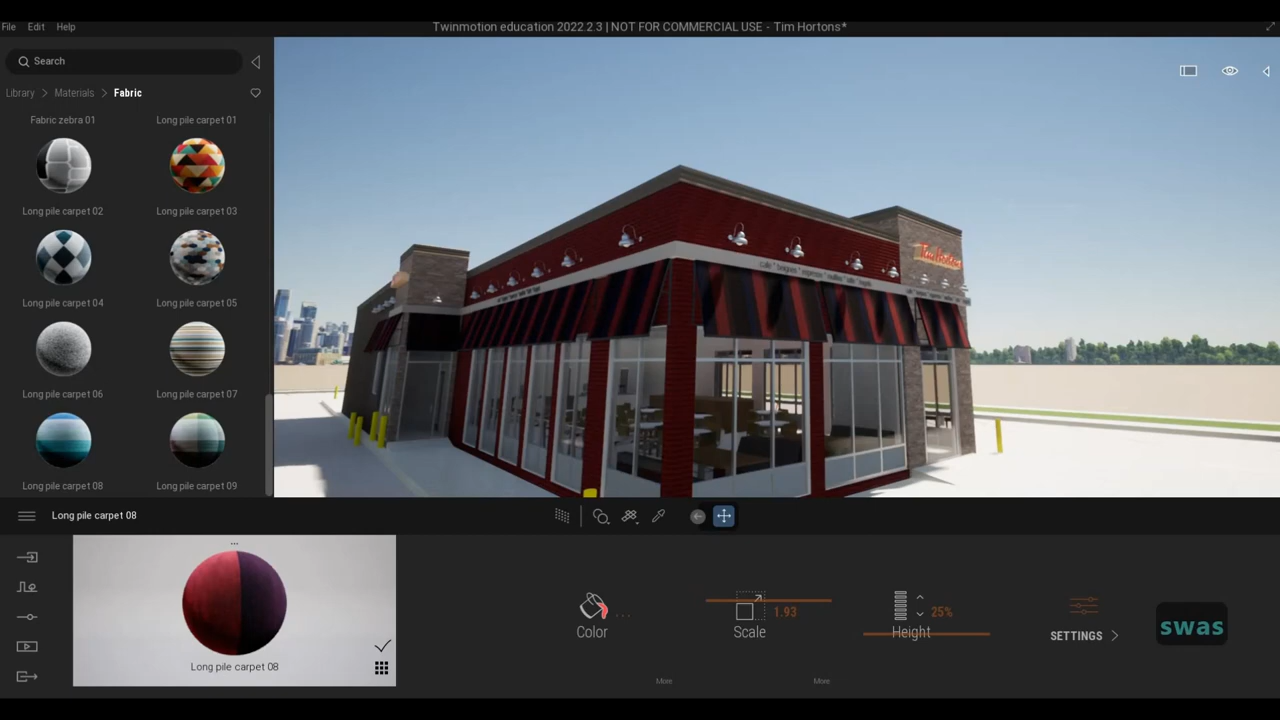 Twinmotion education 2022.2.3 | NOT FOR COMMERCIAL USE - Tim Hortons*
File Edit Help
Search
Library Materials Fabric
Fabric zebra 01 Long pile carpet 01
Long pile carpet 02 Long pile carpet 03
Long pile carpet 04 Long pile carpet 05
Long pile carpet 06 Long pile carpet 07
Long pile carpet 08 Long pile carpet 09
Long pile carpet 08
Long pile carpet 08
Color ...
Scale 1.93
Height 25%
SETTINGS
More More
swas